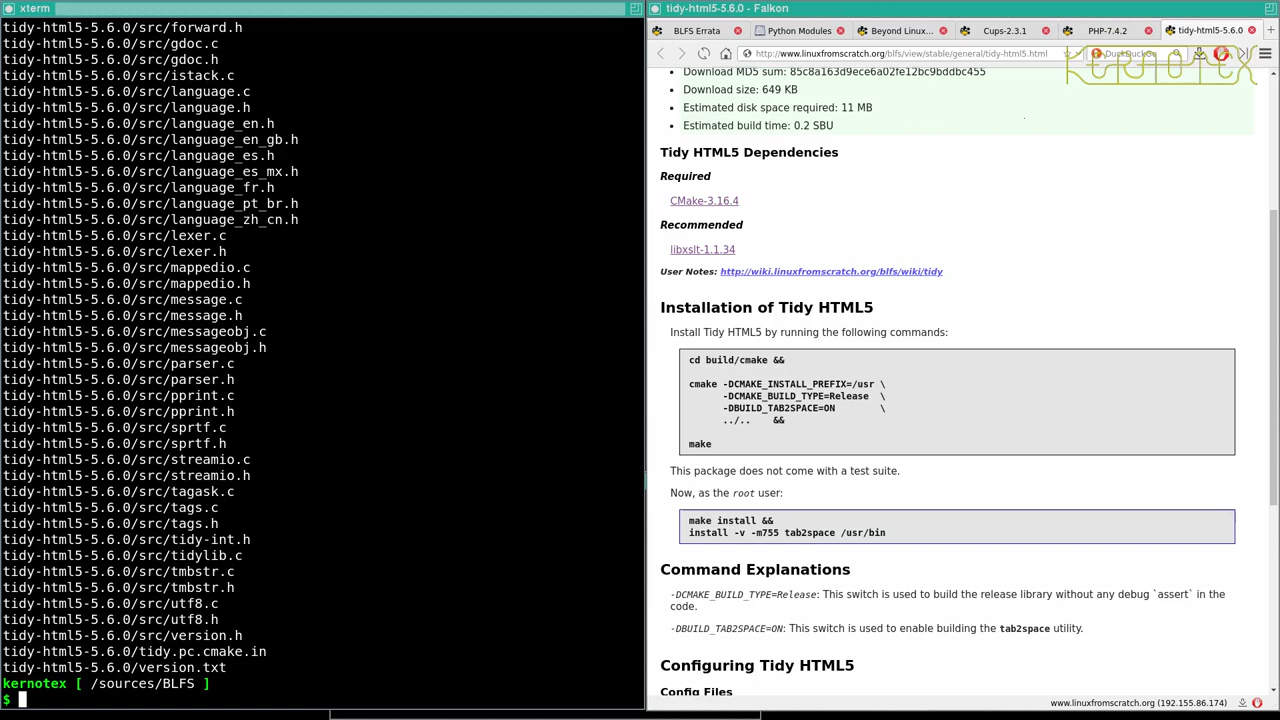 xterm
tidy-html5-5.6.0/src/forward.h
tidy-html5-5.6.0/src/gdoc.c
tidy-html5-5.6.0/src/gdoc.h
tidy-html5-5.6.0/src/istack.c
tidy-html5-5.6.0/src/language.c
tidy-html5-5.6.0/src/language.h
tidy-html5-5.6.0/src/language_en.h
tidy-html5-5.6.0/src/language_en_gb.h
tidy-html5-5.6.0/src/language_es.h
tidy-html5-5.6.0/src/language_es_mx.h
tidy-html5-5.6.0/src/language_fr.h
tidy-html5-5.6.0/src/language_pt_br.h
tidy-html5-5.6.0/src/language_zh_cn.h
tidy-html5-5.6.0/src/lexer.c
tidy-html5-5.6.0/src/lexer.h
tidy-html5-5.6.0/src/mappedio.c
tidy-html5-5.6.0/src/mappedio.h
tidy-html5-5.6.0/src/message.c
tidy-html5-5.6.0/src/message.h
tidy-html5-5.6.0/src/messageobj.c
tidy-html5-5.6.0/src/messageobj.h
tidy-html5-5.6.0/src/parser.c
tidy-html5-5.6.0/src/parser.h
tidy-html5-5.6.0/src/pprint.c
tidy-html5-5.6.0/src/pprint.h
tidy-html5-5.6.0/src/sprtf.c
tidy-html5-5.6.0/src/sprtf.h
tidy-html5-5.6.0/src/streamio.c
tidy-html5-5.6.0/src/streamio.h
tidy-html5-5.6.0/src/tagask.c
tidy-html5-5.6.0/src/tags.c
tidy-html5-5.6.0/src/tags.h
tidy-html5-5.6.0/src/tidy-int.h
tidy-html5-5.6.0/src/tidylib.c
tidy-html5-5.6.0/src/tmbstr.c
tidy-html5-5.6.0/src/tmbstr.h
tidy-html5-5.6.0/src/utf8.c
tidy-html5-5.6.0/src/utf8.h
tidy-html5-5.6.0/src/version.h
tidy-html5-5.6.0/tidy.pc.cmake.in
tidy-html5-5.6.0/version.txt
kernotex [ /sources/BLFS ]
$
tidy-html5-5.6.0 - Falkon
BLFS Errata
Python Modules
Beyond Linux...
Cups-2.3.1
PHP-7.4.2
tidy-html5-5.6.0
http://www.linuxfromscratch.org/blfs/view/stable/general/tidy-html5.html
DuckDuckGo
KERNOTEX
Download MD5 sum: 85c8a163d9ece6a02fe12bc9bddbc455
Download size: 649 KB
Estimated disk space required: 11 MB
Estimated build time: 0.2 SBU
Tidy HTML5 Dependencies
Required
CMake-3.16.4
Recommended
libxslt-1.1.34
User Notes: http://wiki.linuxfromscratch.org/blfs/wiki/tidy
Installation of Tidy HTML5
Install Tidy HTML5 by running the following commands:
cd build/cmake &&
cmake -DCMAKE_INSTALL_PREFIX=/usr \
-DCMAKE_BUILD_TYPE=Release \
-DBUILD_TAB2SPACE=ON \
../.. &&
make
This package does not come with a test suite.
Now, as the root user:
make install &&
install -v -m755 tab2space /usr/bin
Command Explanations
-DCMAKE_BUILD_TYPE=Release: This switch is used to build the release library without any debug `assert` in the
code.
-DBUILD_TAB2SPACE=ON: This switch is used to enable building the tab2space utility.
Configuring Tidy HTML5
Config Files
www.linuxfromscratch.org (192.155.86.174)